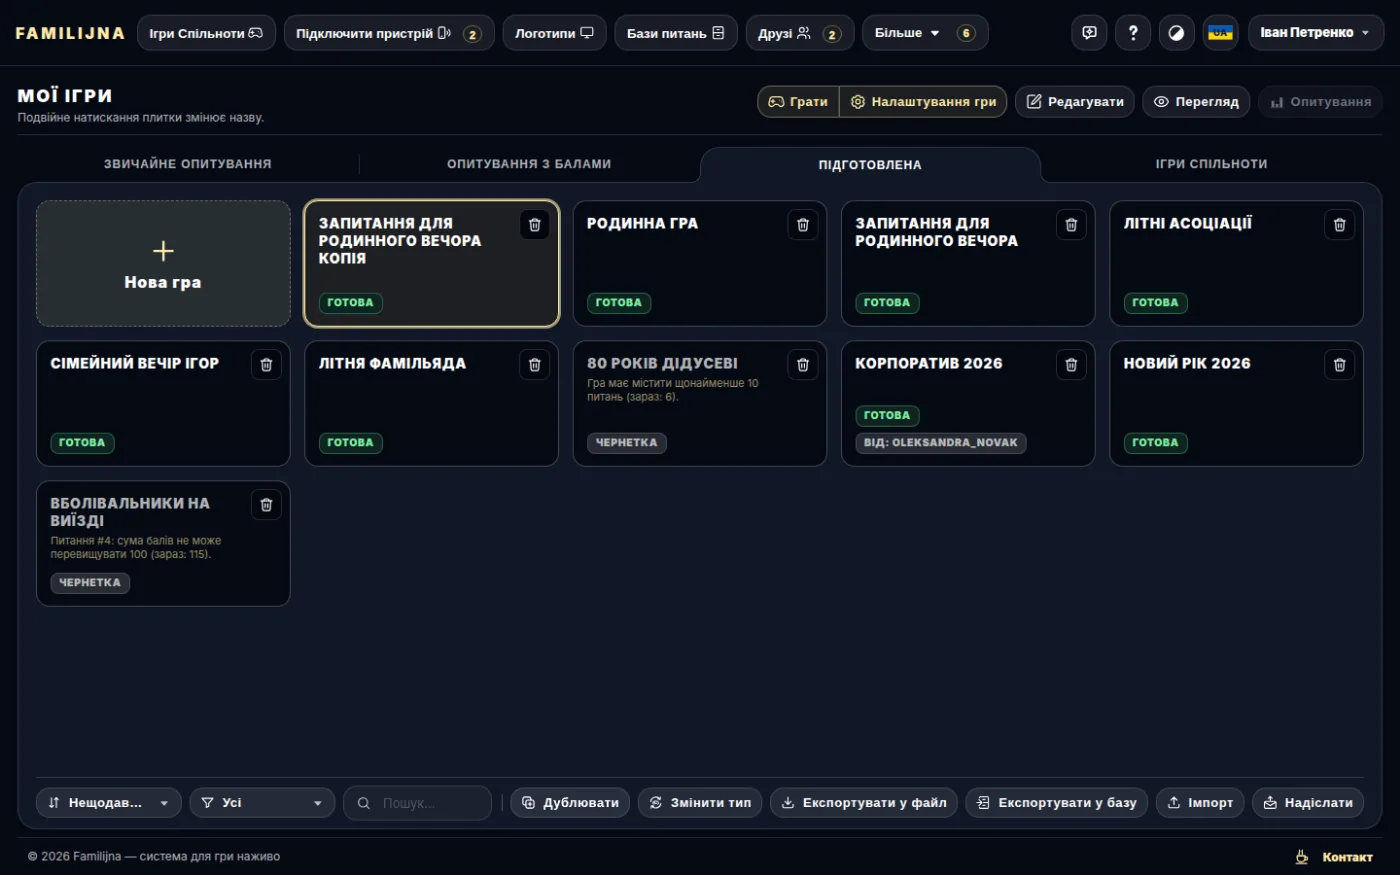 FAMILIJNA
Ігри Спільноти
Підключити пристрій 2
Логотипи
Бази питань
Друзі 2
Більше 6
?
UA
Іван Петренко
МОЇ ІГРИ
Подвійне натискання плитки змінює назву.
Грати
Налаштування гри
Редагувати
Перегляд
Опитування
ЗВИЧАЙНЕ ОПИТУВАННЯ
ОПИТУВАННЯ З БАЛАМИ
ПІДГОТОВЛЕНА
ІГРИ СПІЛЬНОТИ
Нова гра
ЗАПИТАННЯ ДЛЯ
РОДИННОГО ВЕЧОРА
КОПІЯ
ГОТОВА
РОДИННА ГРА
ГОТОВА
ЗАПИТАННЯ ДЛЯ
РОДИННОГО ВЕЧОРА
ГОТОВА
ЛІТНІ АСОЦІАЦІЇ
ГОТОВА
СІМЕЙНИЙ ВЕЧІР ІГОР
ГОТОВА
ЛІТНЯ ФАМІЛЬЯДА
ГОТОВА
80 РОКІВ ДІДУСЕВІ
Гра має містити щонайменше 10
питань (зараз: 6).
ЧЕРНЕТКА
КОРПОРАТИВ 2026
ГОТОВА
ВІД: OLEKSANDRA_NOVAK
НОВИЙ РІК 2026
ГОТОВА
ВБОЛІВАЛЬНИКИ НА
ВИЇЗДІ
Питання #4: сума балів не може
перевищувати 100 (зараз: 115).
ЧЕРНЕТКА
Нещодав...
Усі
Пошук...
Дублювати
Змінити тип
Експортувати у файл
Експортувати у базу
Імпорт
Надіслати
© 2026 Familijna — система для гри наживо
Контакт